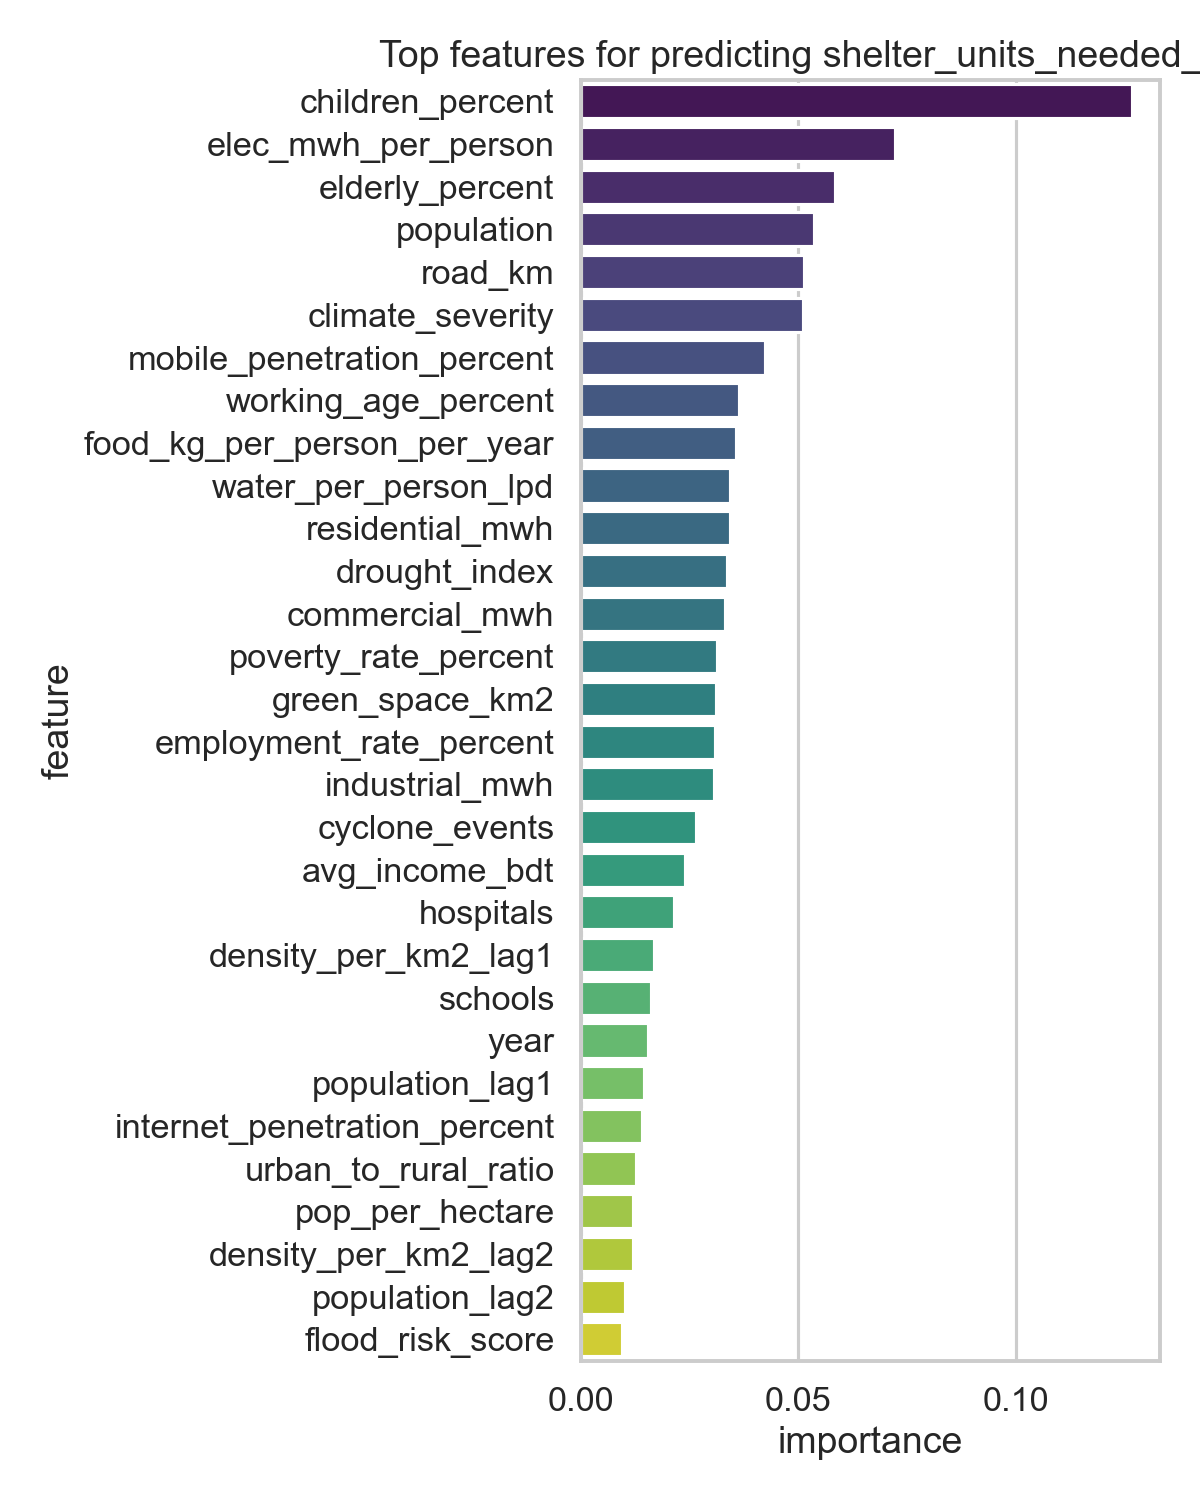 Top features for predicting shelter_units_needed_
children_percent
elec_mwh_per_person
elderly_percent
population
road_km
climate_severity
mobile_penetration_percent
working_age_percent
food_kg_per_person_per_year
water_per_person_lpd
residential_mwh
drought_index
commercial_mwh
poverty_rate_percent
green_space_km2
employment_rate_percent
industrial_mwh
cyclone_events
avg_income_bdt
hospitals
density_per_km2_lag1
schools
year
population_lag1
internet_penetration_percent
urban_to_rural_ratio
pop_per_hectare
density_per_km2_lag2
population_lag2
flood_risk_score
feature
0.00 0.05 0.10
importance